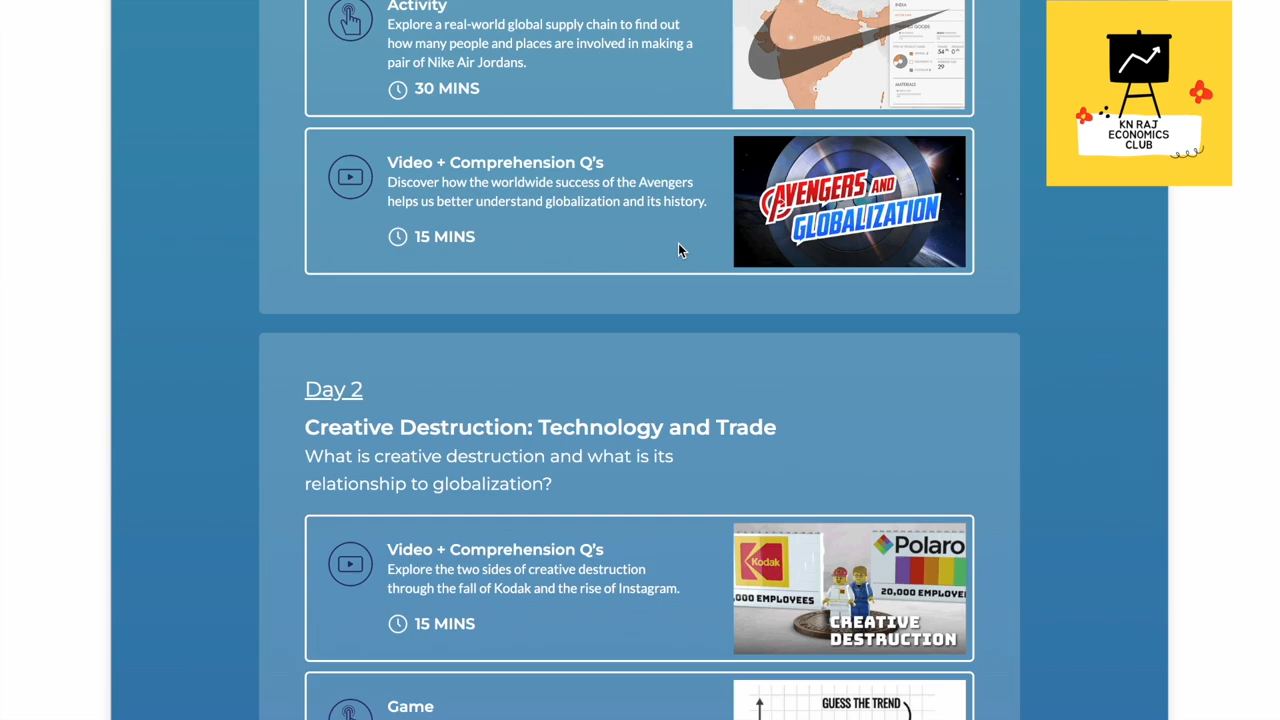 Activity
Explore a real-world global supply chain to find out
how many people and places are involved in making a
pair of Nike Air Jordans.
30 MINS
INDIA
INDIA
MATERIALS
KN RAJ
ECONOMICS
CLUB
Video + Comprehension Q's
Discover how the worldwide success of the Avengers
helps us better understand globalization and its history.
15 MINS
AVENGERS AND
GLOBALIZATION
Day 2
Creative Destruction: Technology and Trade
What is creative destruction and what is its
relationship to globalization?
Video + Comprehension Q's
Explore the two sides of creative destruction
through the fall of Kodak and the rise of Instagram.
15 MINS
Kodak
Polaro
,000 EMPLOYEES
20,000 EMPLOYE
CREATIVE
DESTRUCTION
Game
GUESS THE TREND